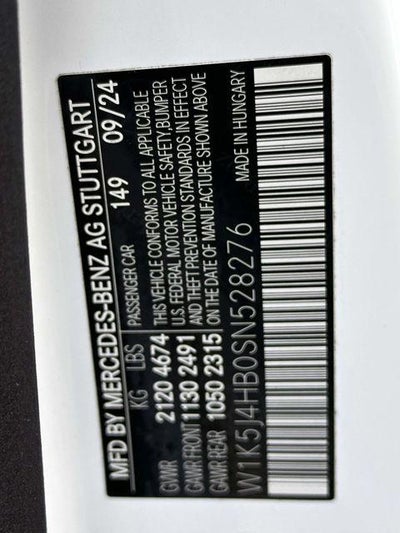 MFD BY MERCEDES-BENZ AG STUTTGART
KG LBS PASSENGER CAR 149 09/24
GVWR 2120 4674 THIS VEHICLE CONFORMS TO ALL APPLICABLE
GAWR FRONT 1130 2491 U.S. FEDERAL MOTOR VEHICLE SAFETY,BUMPER
GAWR REAR 1050 2315 AND THEFT PREVENTION STANDARDS IN EFFECT
ON THE DATE OF MANUFACTURE SHOWN ABOVE
MADE IN HUNGARY
W1K5J4HB0SN528276